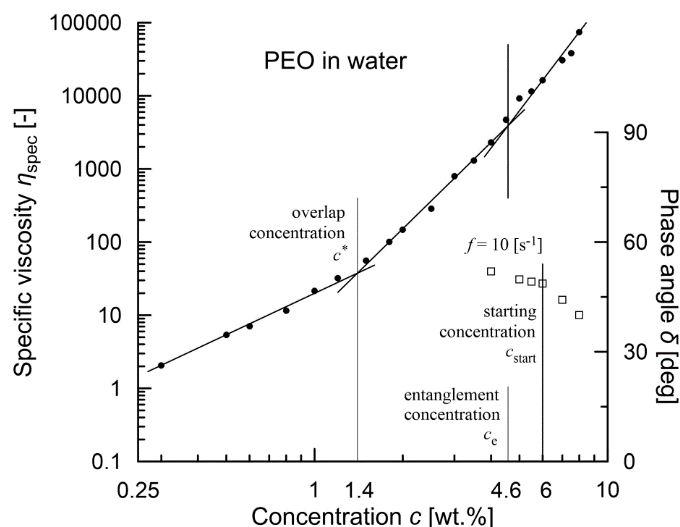 PEO in water
Specific viscosity ηspec [-]
100000
10000
1000
100
10
1
0.1
overlap
concentration
c*
f = 10 [s-1]
starting
concentration
cstart
entanglement
concentration
ce
90
60
30
0
Phase angle δ [deg]
0.25
1
1.4
4.6
6
10
Concentration c [wt.%]